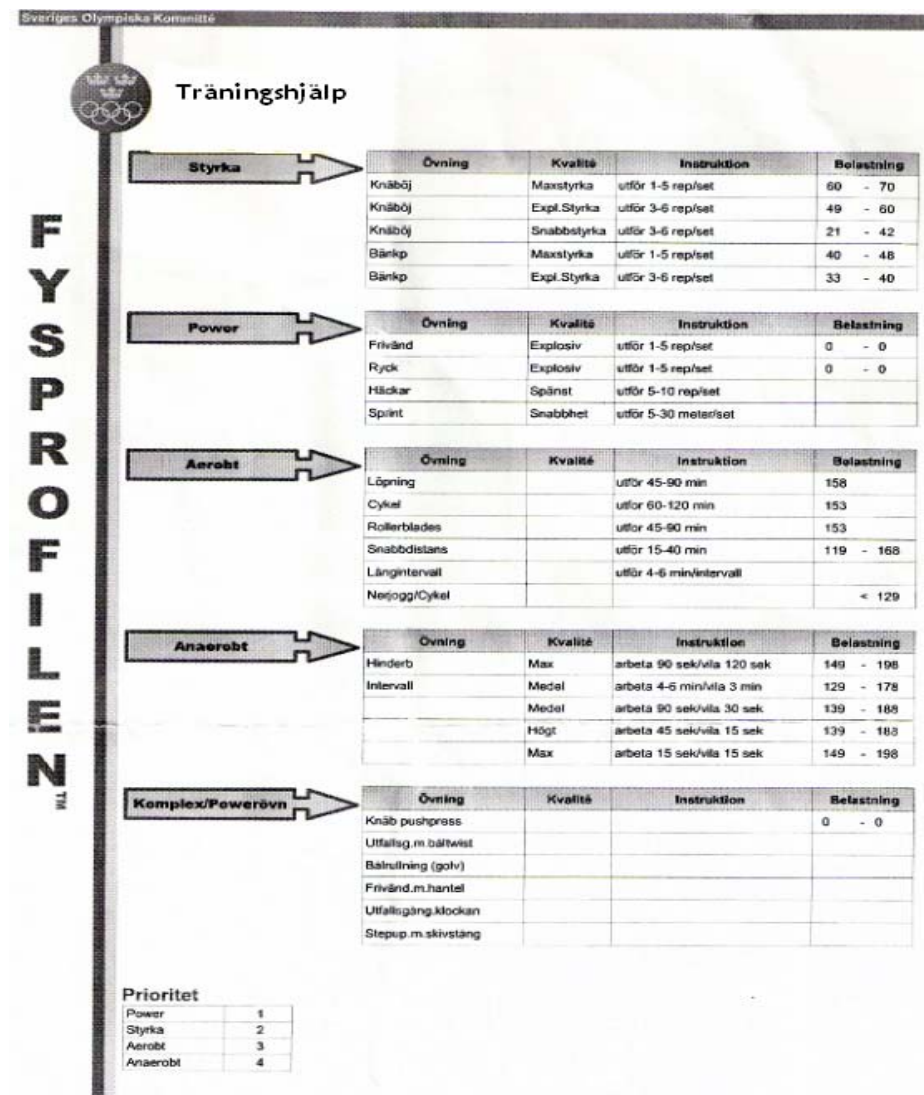 Sveriges Olympiska Kommitté
Träningshjälp
FYSPROFILEN™
Styrka
Övning Kvalité Instruktion Belastning
Knäböj Maxstyrka utför 1-5 rep/set 60 - 70
Knäböj Expl.Styrka utför 3-6 rep/set 49 - 60
Knäböj Snabbstyrka utför 3-6 rep/set 21 - 42
Bänkp Maxstyrka utför 1-5 rep/set 40 - 48
Bänkp Expl.Styrka utför 3-6 rep/set 33 - 40
Power
Övning Kvalité Instruktion Belastning
Frivänd Explosiv utför 1-5 rep/set 0 - 0
Ryck Explosiv utför 1-5 rep/set 0 - 0
Häckar Spänst utför 5-10 rep/set
Sprint Snabbhet utför 5-30 meter/set
Aerobt
Övning Kvalité Instruktion Belastning
Löpning utför 45-90 min 158
Cykel utför 60-120 min 153
Rollerblades utför 45-90 min 153
Snabbdistans utför 15-40 min 119 - 168
Långintervall utför 4-6 min/intervall
Nerjogg/Cykel < 129
Anaerobt
Övning Kvalité Instruktion Belastning
Hinderb Max arbeta 90 sek/vila 120 sek 149 - 198
Intervall Medel arbeta 4-6 min/vila 3 min 129 - 178
Medel arbeta 90 sek/vila 30 sek 139 - 188
Högt arbeta 45 sek/vila 15 sek 139 - 188
Max arbeta 15 sek/vila 15 sek 149 - 198
Komplex/Powerövn
Övning Kvalité Instruktion Belastning
Knäb pushpress 0 - 0
Utfallsg.m.båltwist
Bålrullning (golv)
Frivänd.m.hantel
Utfallsgång.klockan
Stepup.m.skivstång
Prioritet
Power 1
Styrka 2
Aerobt 3
Anaerobt 4